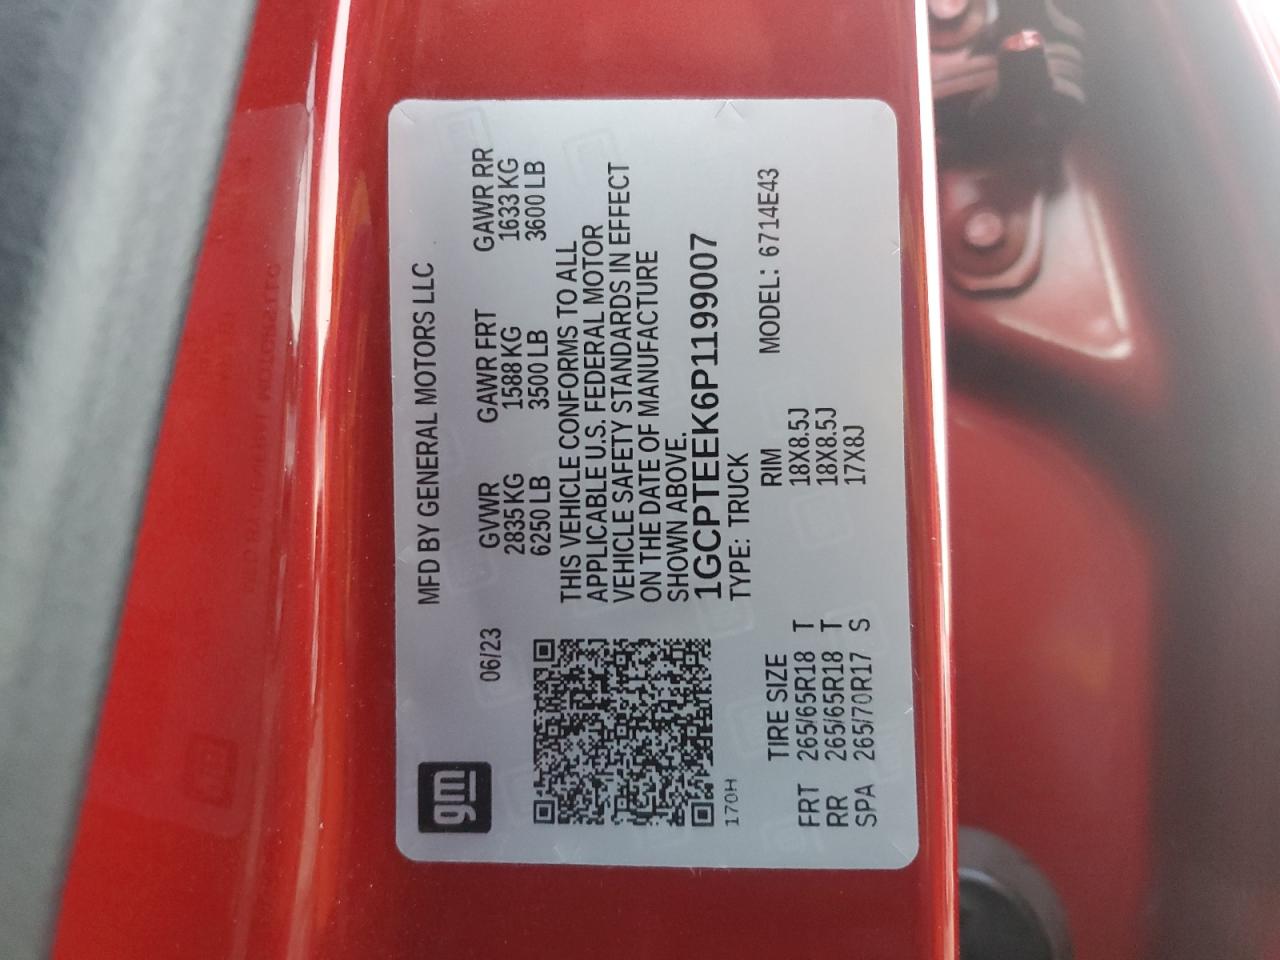 gm
MFD BY GENERAL MOTORS LLC
06/23
GVWR GAWR FRT GAWR RR
2835 KG 1588 KG 1633 KG
6250 LB 3500 LB 3600 LB
THIS VEHICLE CONFORMS TO ALL
APPLICABLE U.S. FEDERAL MOTOR
VEHICLE SAFETY STANDARDS IN EFFECT
ON THE DATE OF MANUFACTURE
SHOWN ABOVE.
1GCPTEEK6P1199007
TYPE: TRUCK
170H
MODEL: 6714E43
TIRE SIZE RIM
FRT 265/65R18 T 18X8.5J
RR 265/65R18 T 18X8.5J
SPA 265/70R17 S 17X8J